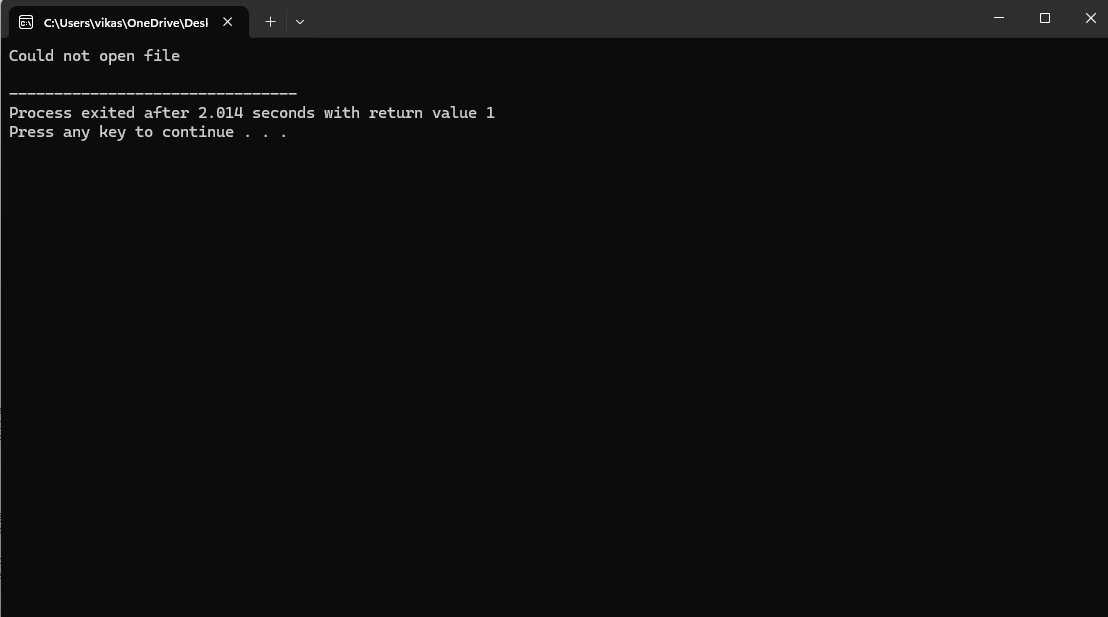 C:\Users\vikas\OneDrive\Desl
Could not open file
--------------------------------
Process exited after 2.014 seconds with return value 1
Press any key to continue . . .